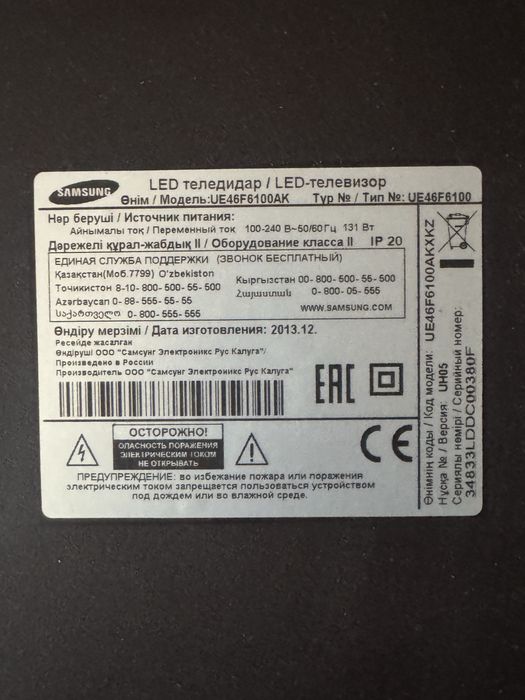 SAMSUNG
LED теледидар / LED-телевизор
Өнім / Модель:UE46F6100AK Түр № / Тип №: UE46F6100
Нәр беруші / Источник питания:
Айнымалы ток / Переменный ток 100-240 В~50/60Гц 131 Вт
Дәрежелі құрал-жабдық II / Оборудование класса II IP 20
ЕДИНАЯ СЛУЖБА ПОДДЕРЖКИ (ЗВОНОК БЕСПЛАТНЫЙ)
Қазақстан(Моб.7799) O'zbekiston
Точикистон 8-10- 800-500-55-500
Azərbaycan 0-88-555-55-55
საქართველო 0-800-555-555
Кыргызстан 00-800-500-55-500
Հայաստան 0-800-05-555
WWW.SAMSUNG.COM
Өндіру мерзімі / Дата изготовления: 2013.12.
Ресейде жасалған
Өндіруші ООО "Самсунг Электроникс Рус Калуга"/
Произведено в России
Производитель ООО "Самсунг Электроникс Рус Калуга"
EAC
CE
ОСТОРОЖНО!
ОПАСНОСТЬ ПОРАЖЕНИЯ
ЭЛЕКТРИЧЕСКИМ ТОКОМ
НЕ ОТКРЫВАТЬ
ПРЕДУПРЕЖДЕНИЕ: во избежание пожара или поражения
электрическим током запрещается пользоваться устройством
под дождем или во влажной среде.
Өнімнің коды / Код модели: UE46F6100AKXKZ
Нұсқа № / Версия: UH05
Сериялы нөмірі / Серийный номер:
34833LDDC00380F